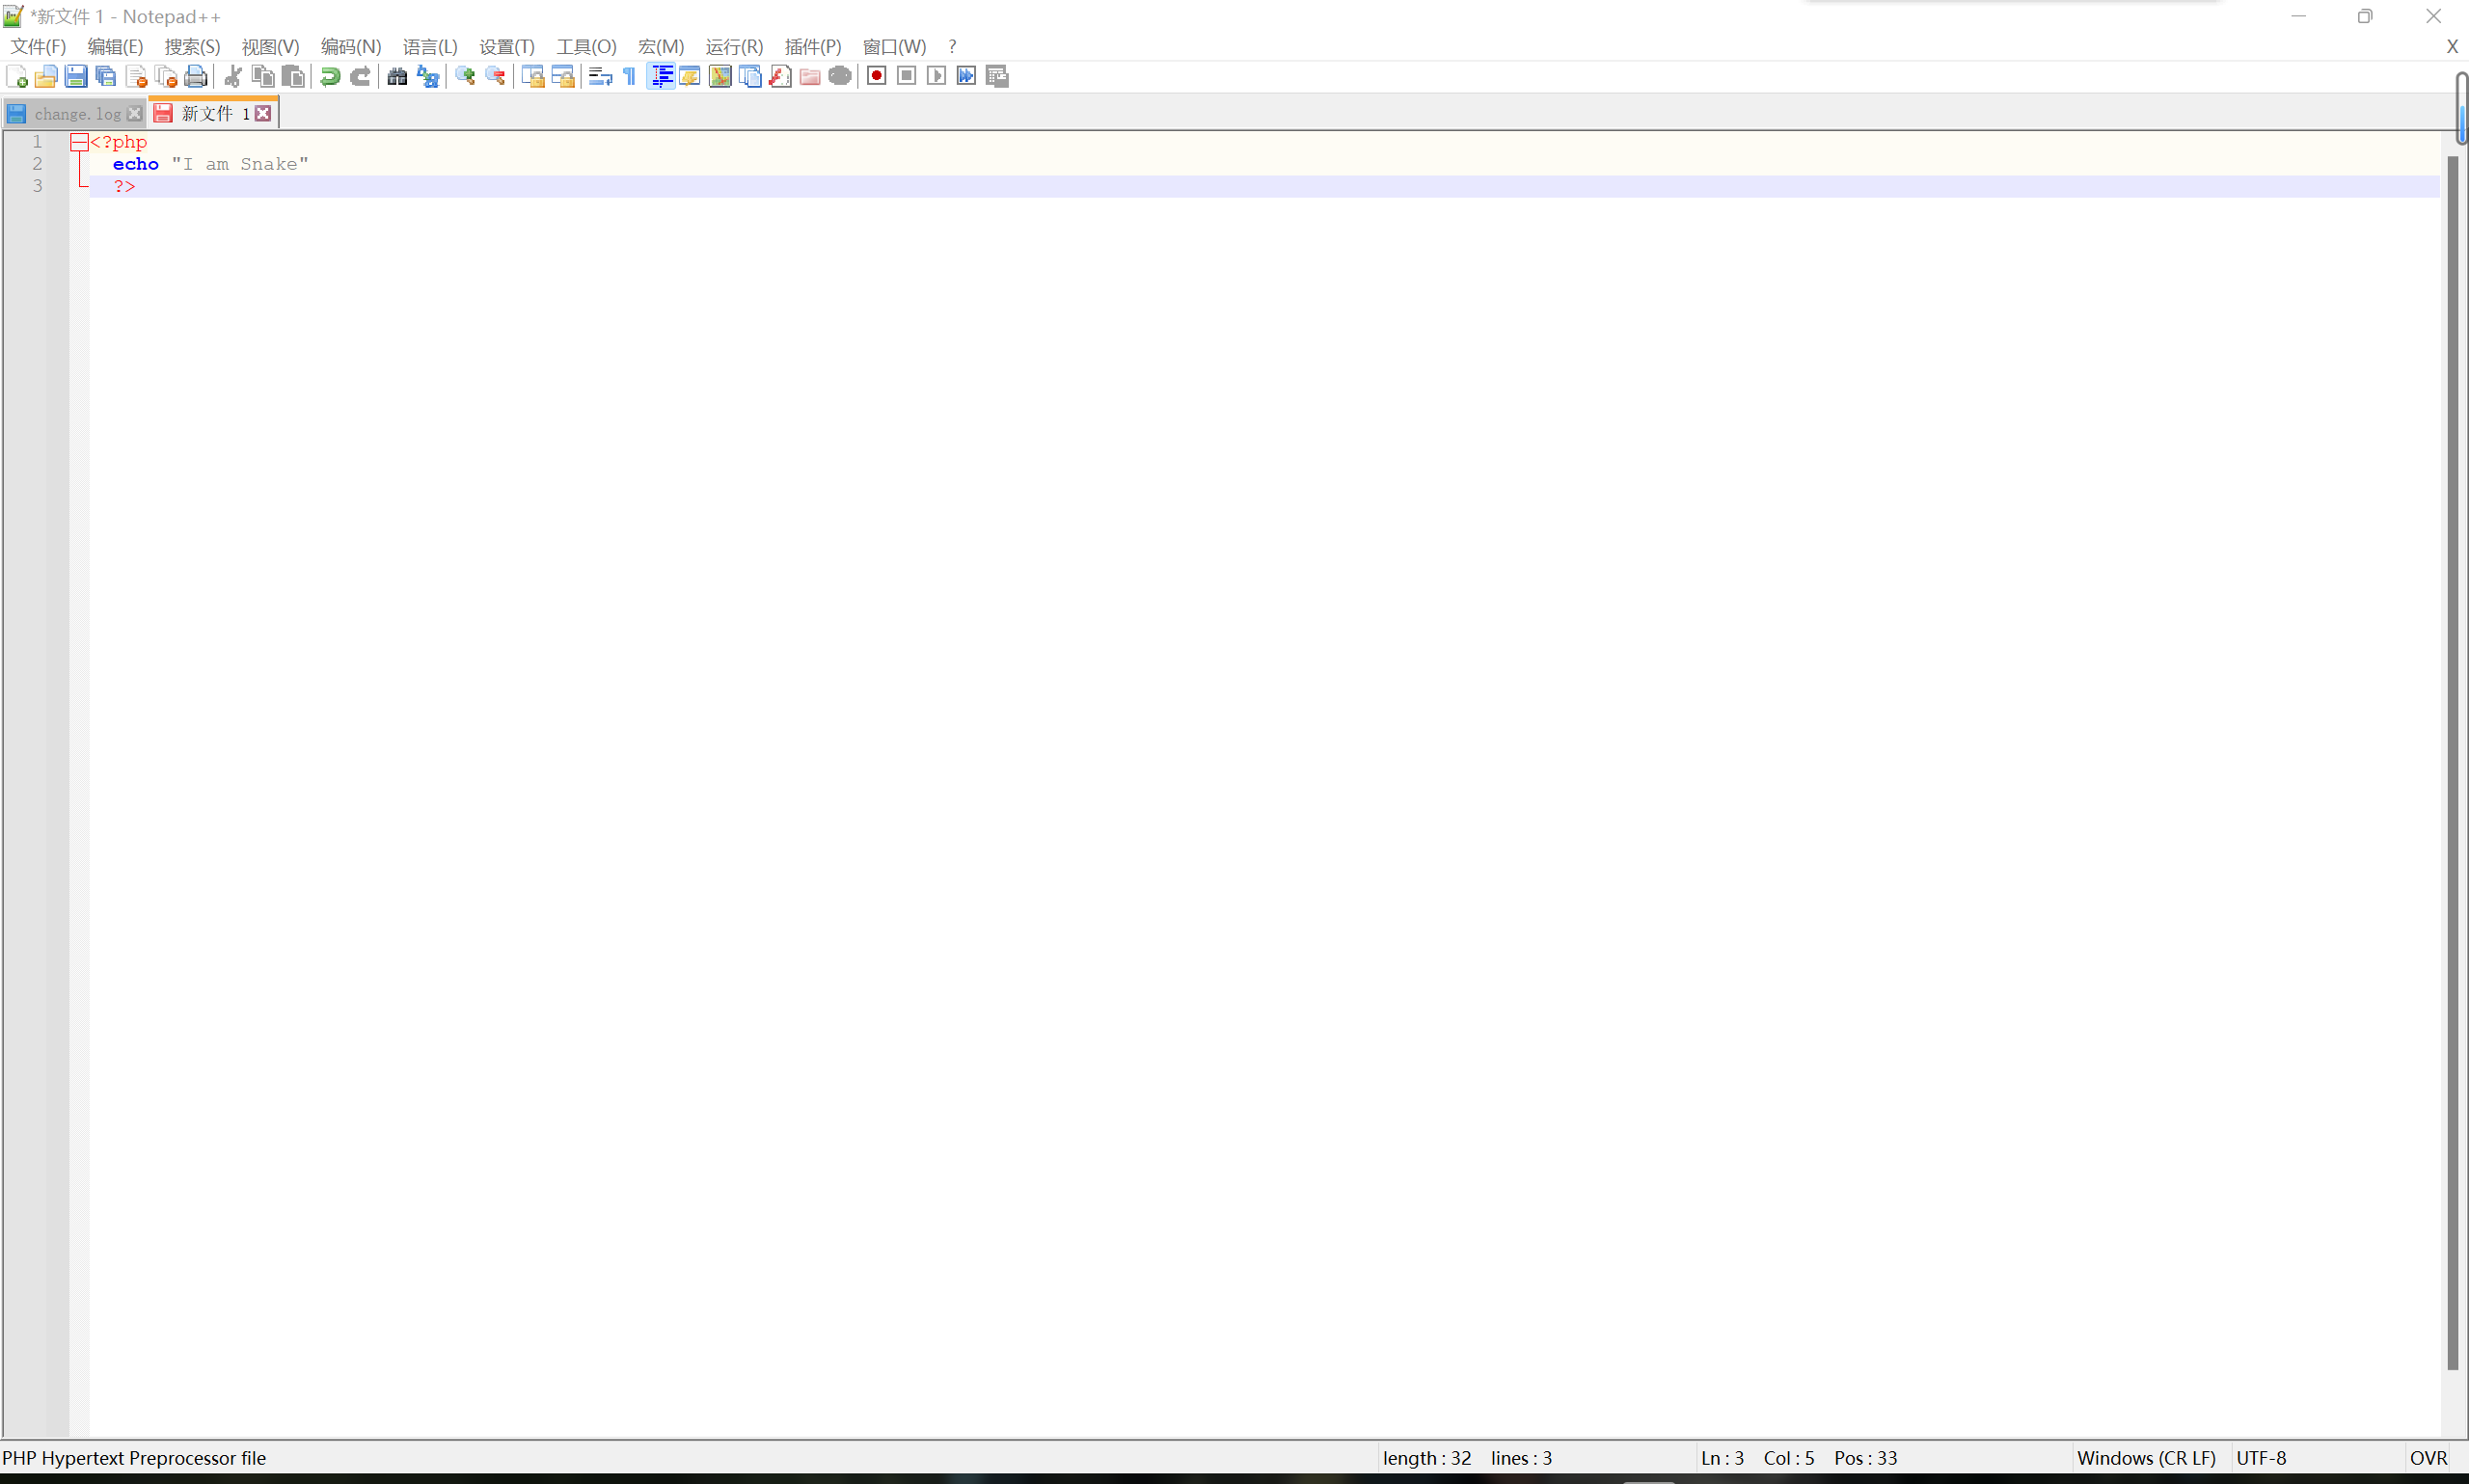 *新文件 1 - Notepad++
文件(F) 编辑(E) 搜索(S) 视图(V) 编码(N) 语言(L) 设置(T) 工具(O) 宏(M) 运行(R) 插件(P) 窗口(W) ? X
change.log 新文件 1
1 <?php
2 echo "I am Snake"
3 ?>
PHP Hypertext Preprocessor file length : 32 lines : 3 Ln : 3 Col : 5 Pos : 33 Windows (CR LF) UTF-8 OVR